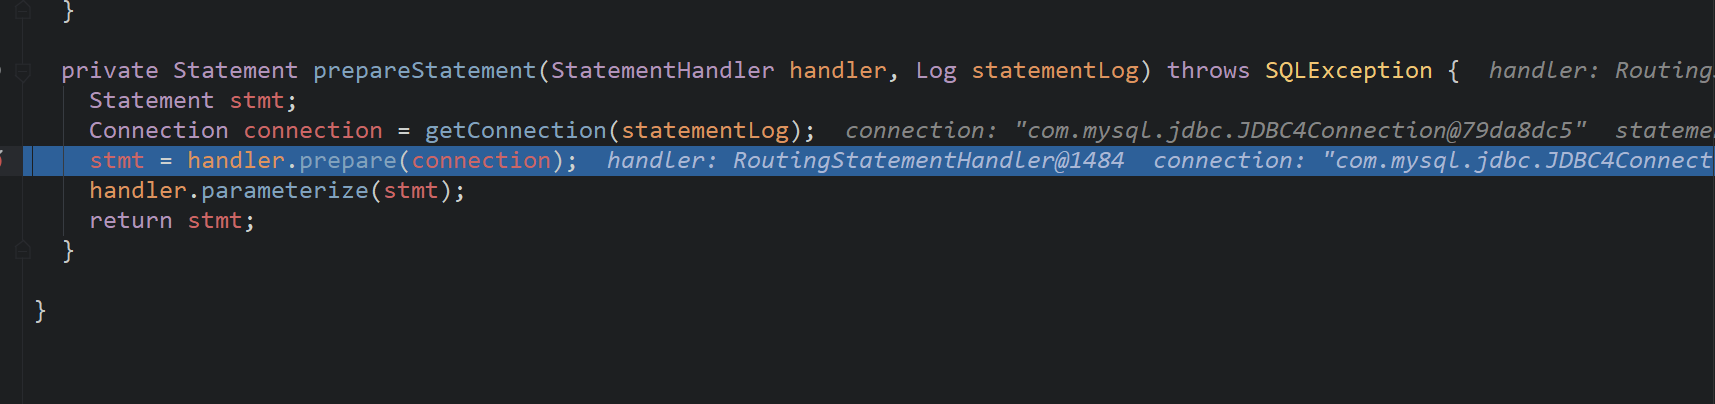 }
private Statement prepareStatement(StatementHandler handler, Log statementLog) throws SQLException { handler: Routing
Statement stmt;
Connection connection = getConnection(statementLog); connection: "com.mysql.jdbc.JDBC4Connection@79da8dc5" stateme
stmt = handler.prepare(connection); handler: RoutingStatementHandler@1484 connection: "com.mysql.jdbc.JDBC4Connect
handler.parameterize(stmt);
return stmt;
}
}